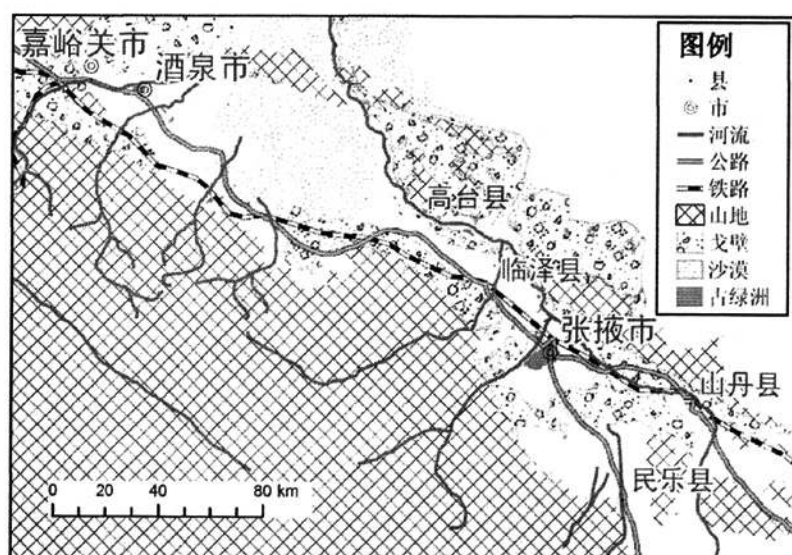 嘉峪关市
酒泉市
高台县
临泽县
张掖市
山丹县
民乐县
图例
县
市
河流
公路
铁路
山地
戈壁
沙漠
古绿洲
0 20 40 80 km